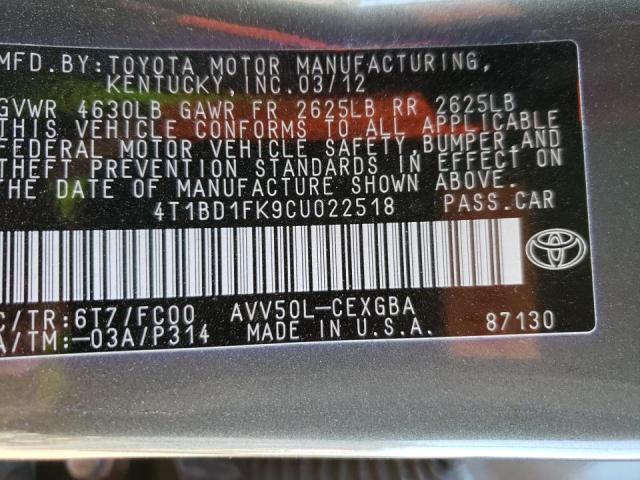 MFD. BY: TOYOTA MOTOR MANUFACTURING,
KENTUCKY, INC. 03/12
GVWR 4630LB GAWR FR 2625LB RR 2625LB
THIS VEHICLE CONFORMS TO ALL APPLICABLE
FEDERAL MOTOR VEHICLE SAFETY, BUMPER, AND
THEFT PREVENTION STANDARDS IN EFFECT ON
THE DATE OF MANUFACTURE SHOWN ABOVE.
4T1BD1FK9CU022518 PASS. CAR
C/TR: 6T7/FC00 AVV50L-CEXGBA
A/TM: -03A/P314 MADE IN U.S.A. 87130